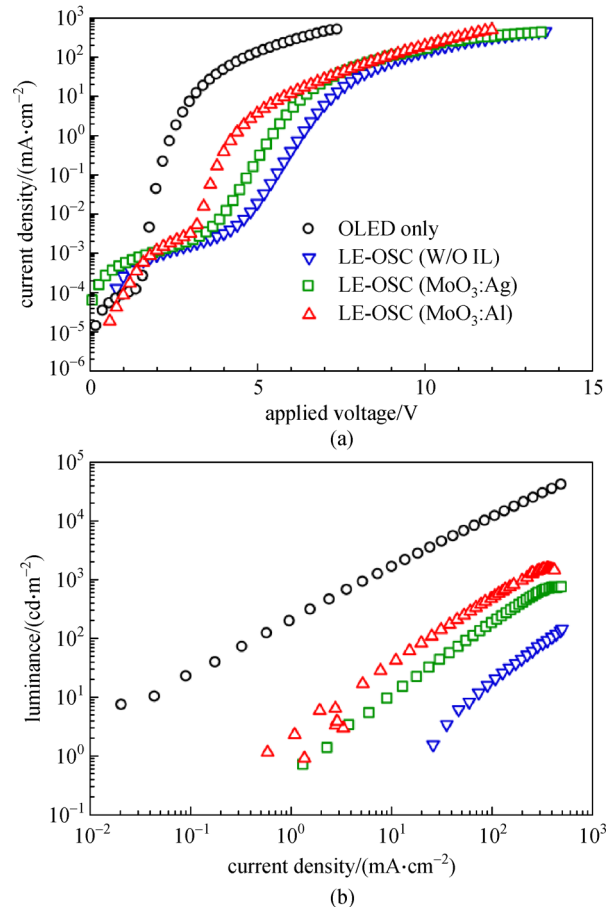 10³
10²
10¹
10⁰
10⁻¹
10⁻²
10⁻³
10⁻⁴
10⁻⁵
10⁻⁶
current density/(mA·cm⁻²)
OLED only
LE-OSC (W/O IL)
LE-OSC (MoO₃:Ag)
LE-OSC (MoO₃:Al)
0 5 10 15
applied voltage/V
(a)
10⁵
10⁴
10³
10²
10¹
10⁰
10⁻¹
luminance/(cd·m⁻²)
10⁻² 10⁻¹ 10⁰ 10¹ 10² 10³
current density/(mA·cm⁻²)
(b)